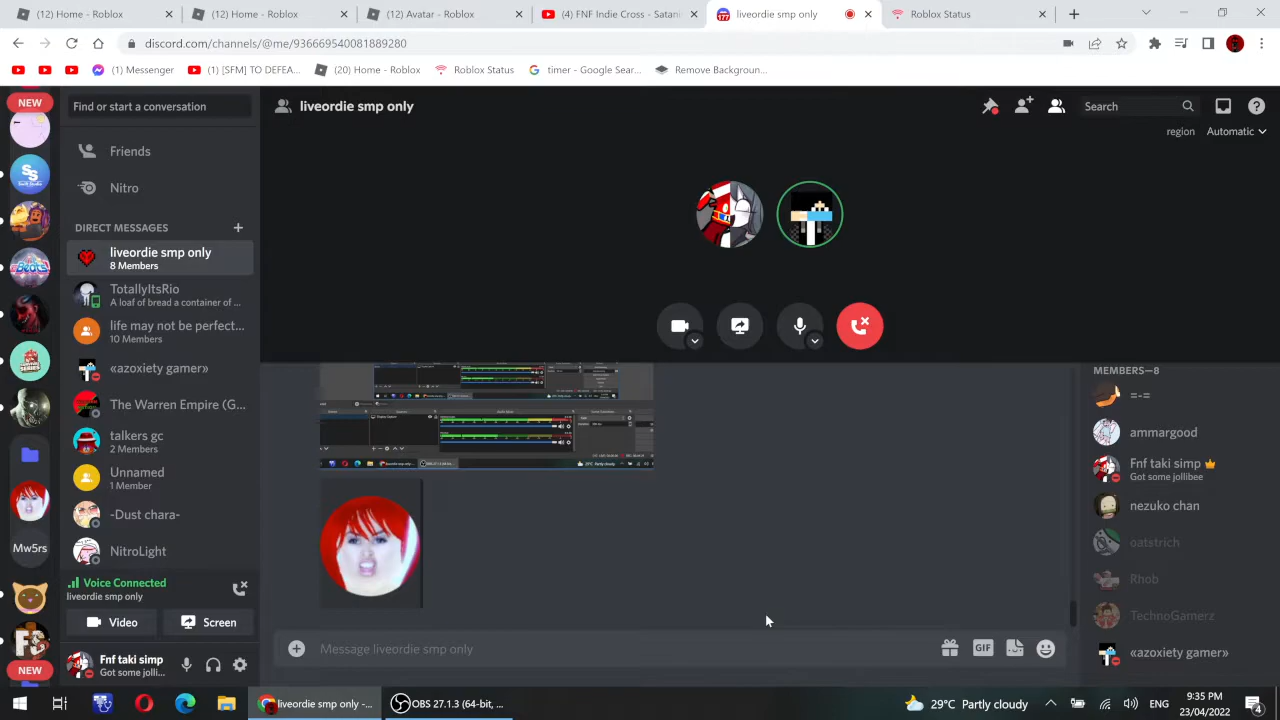 (12) Home - Roblox
(12) Home - Roblox
(12) Avatar - Roblox
(4) FNF Indie Cross - Satani
177
liveordie smp only
Roblox Status
discord.com/channels/@me/936669540081889280
(1) Messenger
(1) [SFM] TO DEFEA...
(20) Home - Roblox
Roblox Status
timer - Google Sear...
Remove Backgroun...
NEW
Find or start a conversation
liveordie smp only
Search
region
Automatic
Friends
Nitro
DIRECT MESSAGES
liveordie smp only
8 Members
TotallyItsRio
A loaf of bread a container of ...
life may not be perfect...
10 Members
«azoxiety gamer»
The Warren Empire (G...
talkers gc
2 Members
Unnamed
1 Member
-Dust chara-
NitroLight
SS
Beats
Mw5rs
FS
NEW
Voice Connected
liveordie smp only
Video
Screen
Fnf taki simp
Got some jolli...
Message liveordie smp only
GIF
MEMBERS—8
=-=
ammargood
Fnf taki simp
Got some jollibee
nezuko chan
oatstrich
Rhob
TechnoGamerz
«azoxiety gamer»
liveordie smp only -...
OBS 27.1.3 (64-bit, ...
29°C Partly cloudy
ENG
9:35 PM
23/04/2022
4